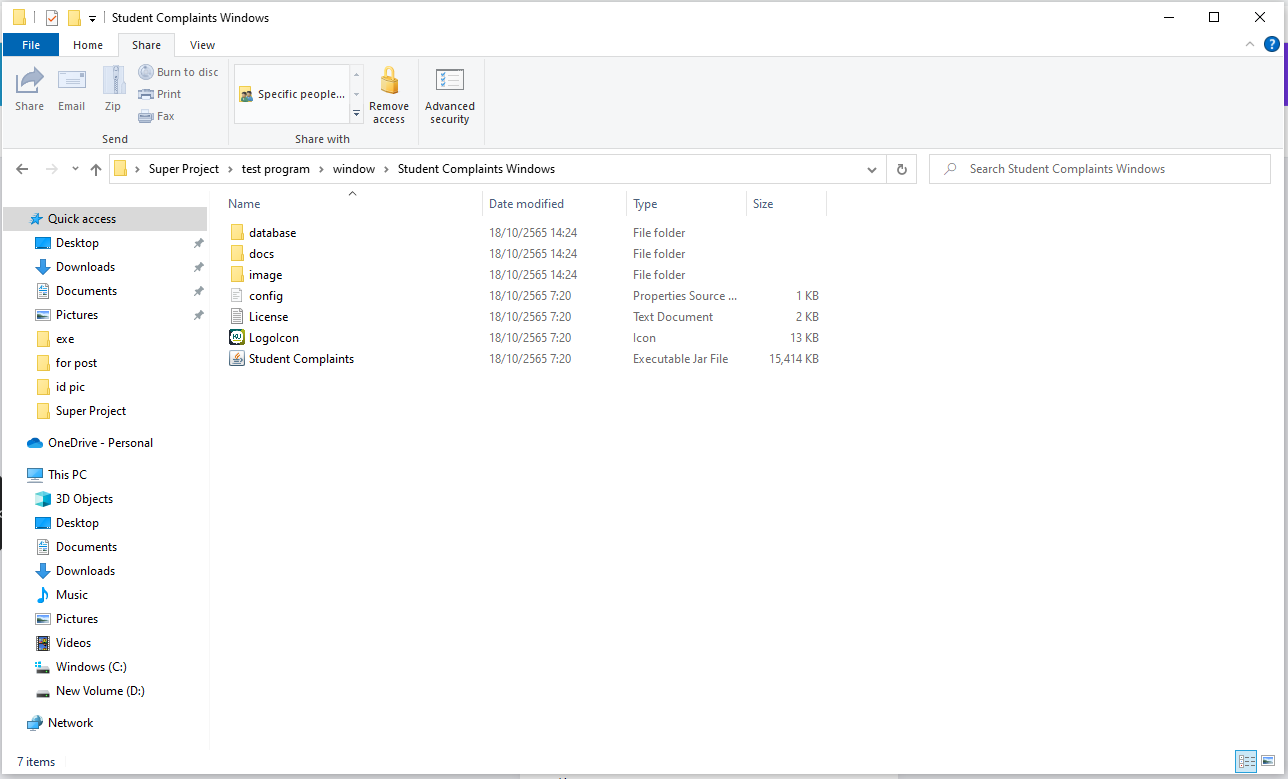 Student Complaints Windows
File Home Share View
Share Email Zip Burn to disc Print Fax
Specific people...
Remove access
Advanced security
Send
Share with
Super Project test program window Student Complaints Windows
Search Student Complaints Windows
Name Date modified Type Size
database 18/10/2565 14:24 File folder
docs 18/10/2565 14:24 File folder
image 18/10/2565 14:24 File folder
config 18/10/2565 7:20 Properties Source ... 1 KB
License 18/10/2565 7:20 Text Document 2 KB
LogoIcon 18/10/2565 7:20 Icon 13 KB
Student Complaints 18/10/2565 7:20 Executable Jar File 15,414 KB
Quick access
Desktop
Downloads
Documents
Pictures
exe
for post
id pic
Super Project
OneDrive - Personal
This PC
3D Objects
Desktop
Documents
Downloads
Music
Pictures
Videos
Windows (C:)
New Volume (D:)
Network
7 items